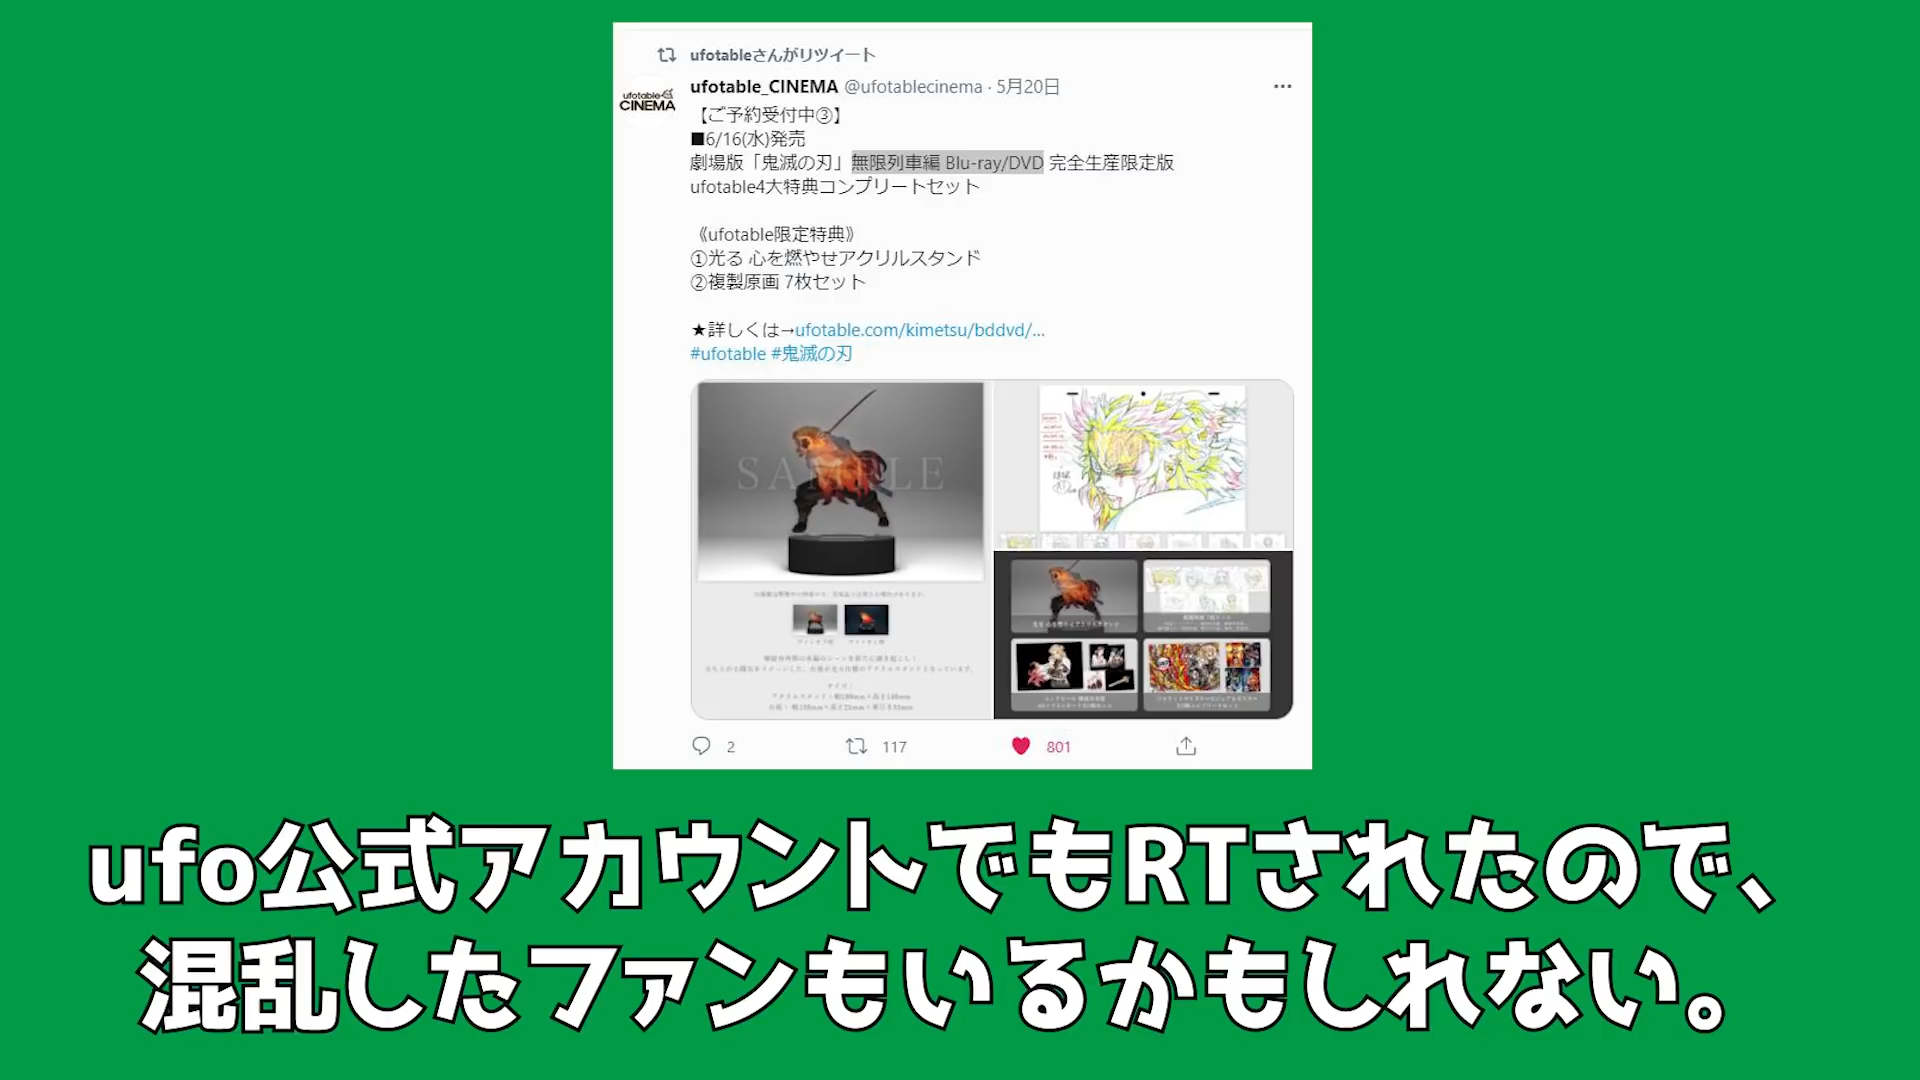 ufotableさんがリツイート
ufotable_CINEMA @ufotablecinema · 5月20日
ufotable
CINEMA
【ご予約受付中③】
■6/16(水)発売
劇場版「鬼滅の刃」無限列車編 Blu-ray/DVD 完全生産限定版
ufotable4大特典コンプリートセット
《ufotable限定特典》
①光る 心を燃やせアクリルスタンド
②複製原画 7枚セット
★詳しくは→ufotable.com/kimetsu/bddvd/...
#ufotable #鬼滅の刃
SAMPLE
2 117 801
ufo公式アカウントでもRTされたので、
混乱したファンもいるかもしれない。